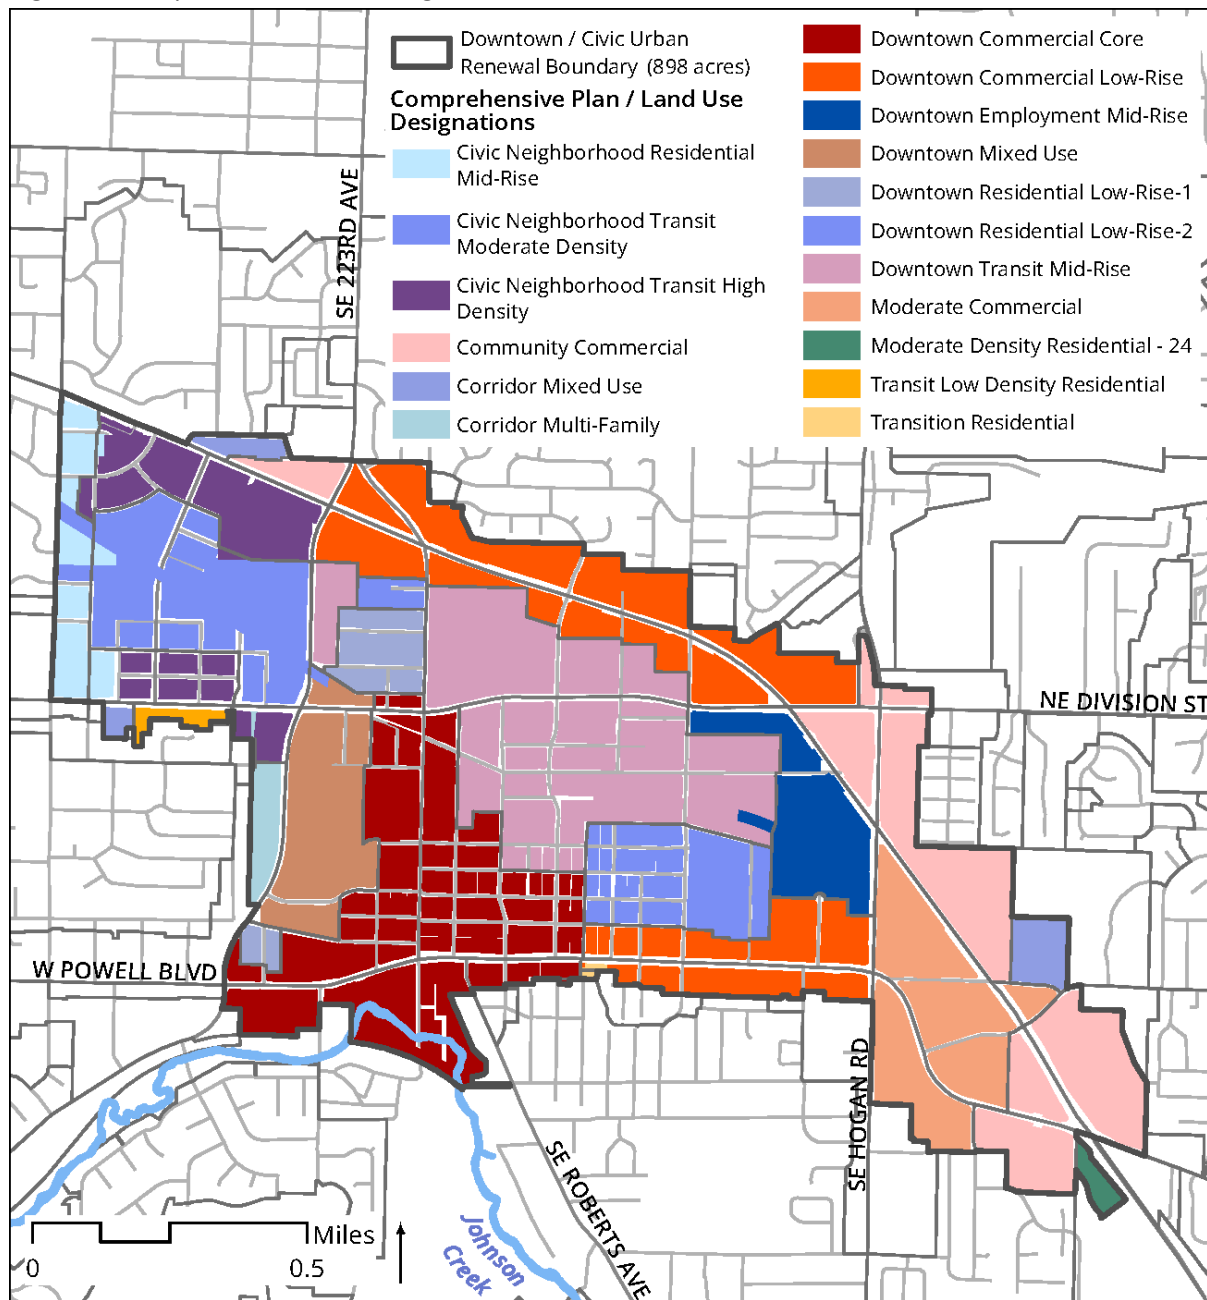 Downtown / Civic Urban
Renewal Boundary (898 acres)
Comprehensive Plan / Land Use
Designations
Civic Neighborhood Residential
Mid-Rise
Civic Neighborhood Transit
Moderate Density
Civic Neighborhood Transit High
Density
Community Commercial
Corridor Mixed Use
Corridor Multi-Family
Downtown Commercial Core
Downtown Commercial Low-Rise
Downtown Employment Mid-Rise
Downtown Mixed Use
Downtown Residential Low-Rise-1
Downtown Residential Low-Rise-2
Downtown Transit Mid-Rise
Moderate Commercial
Moderate Density Residential - 24
Transit Low Density Residential
Transition Residential
SE 223RD AVE
NE DIVISION ST
W POWELL BLVD
SE HOGAN RD
SE ROBERTS AVE
Johnson
Creek
Miles
0
0.5